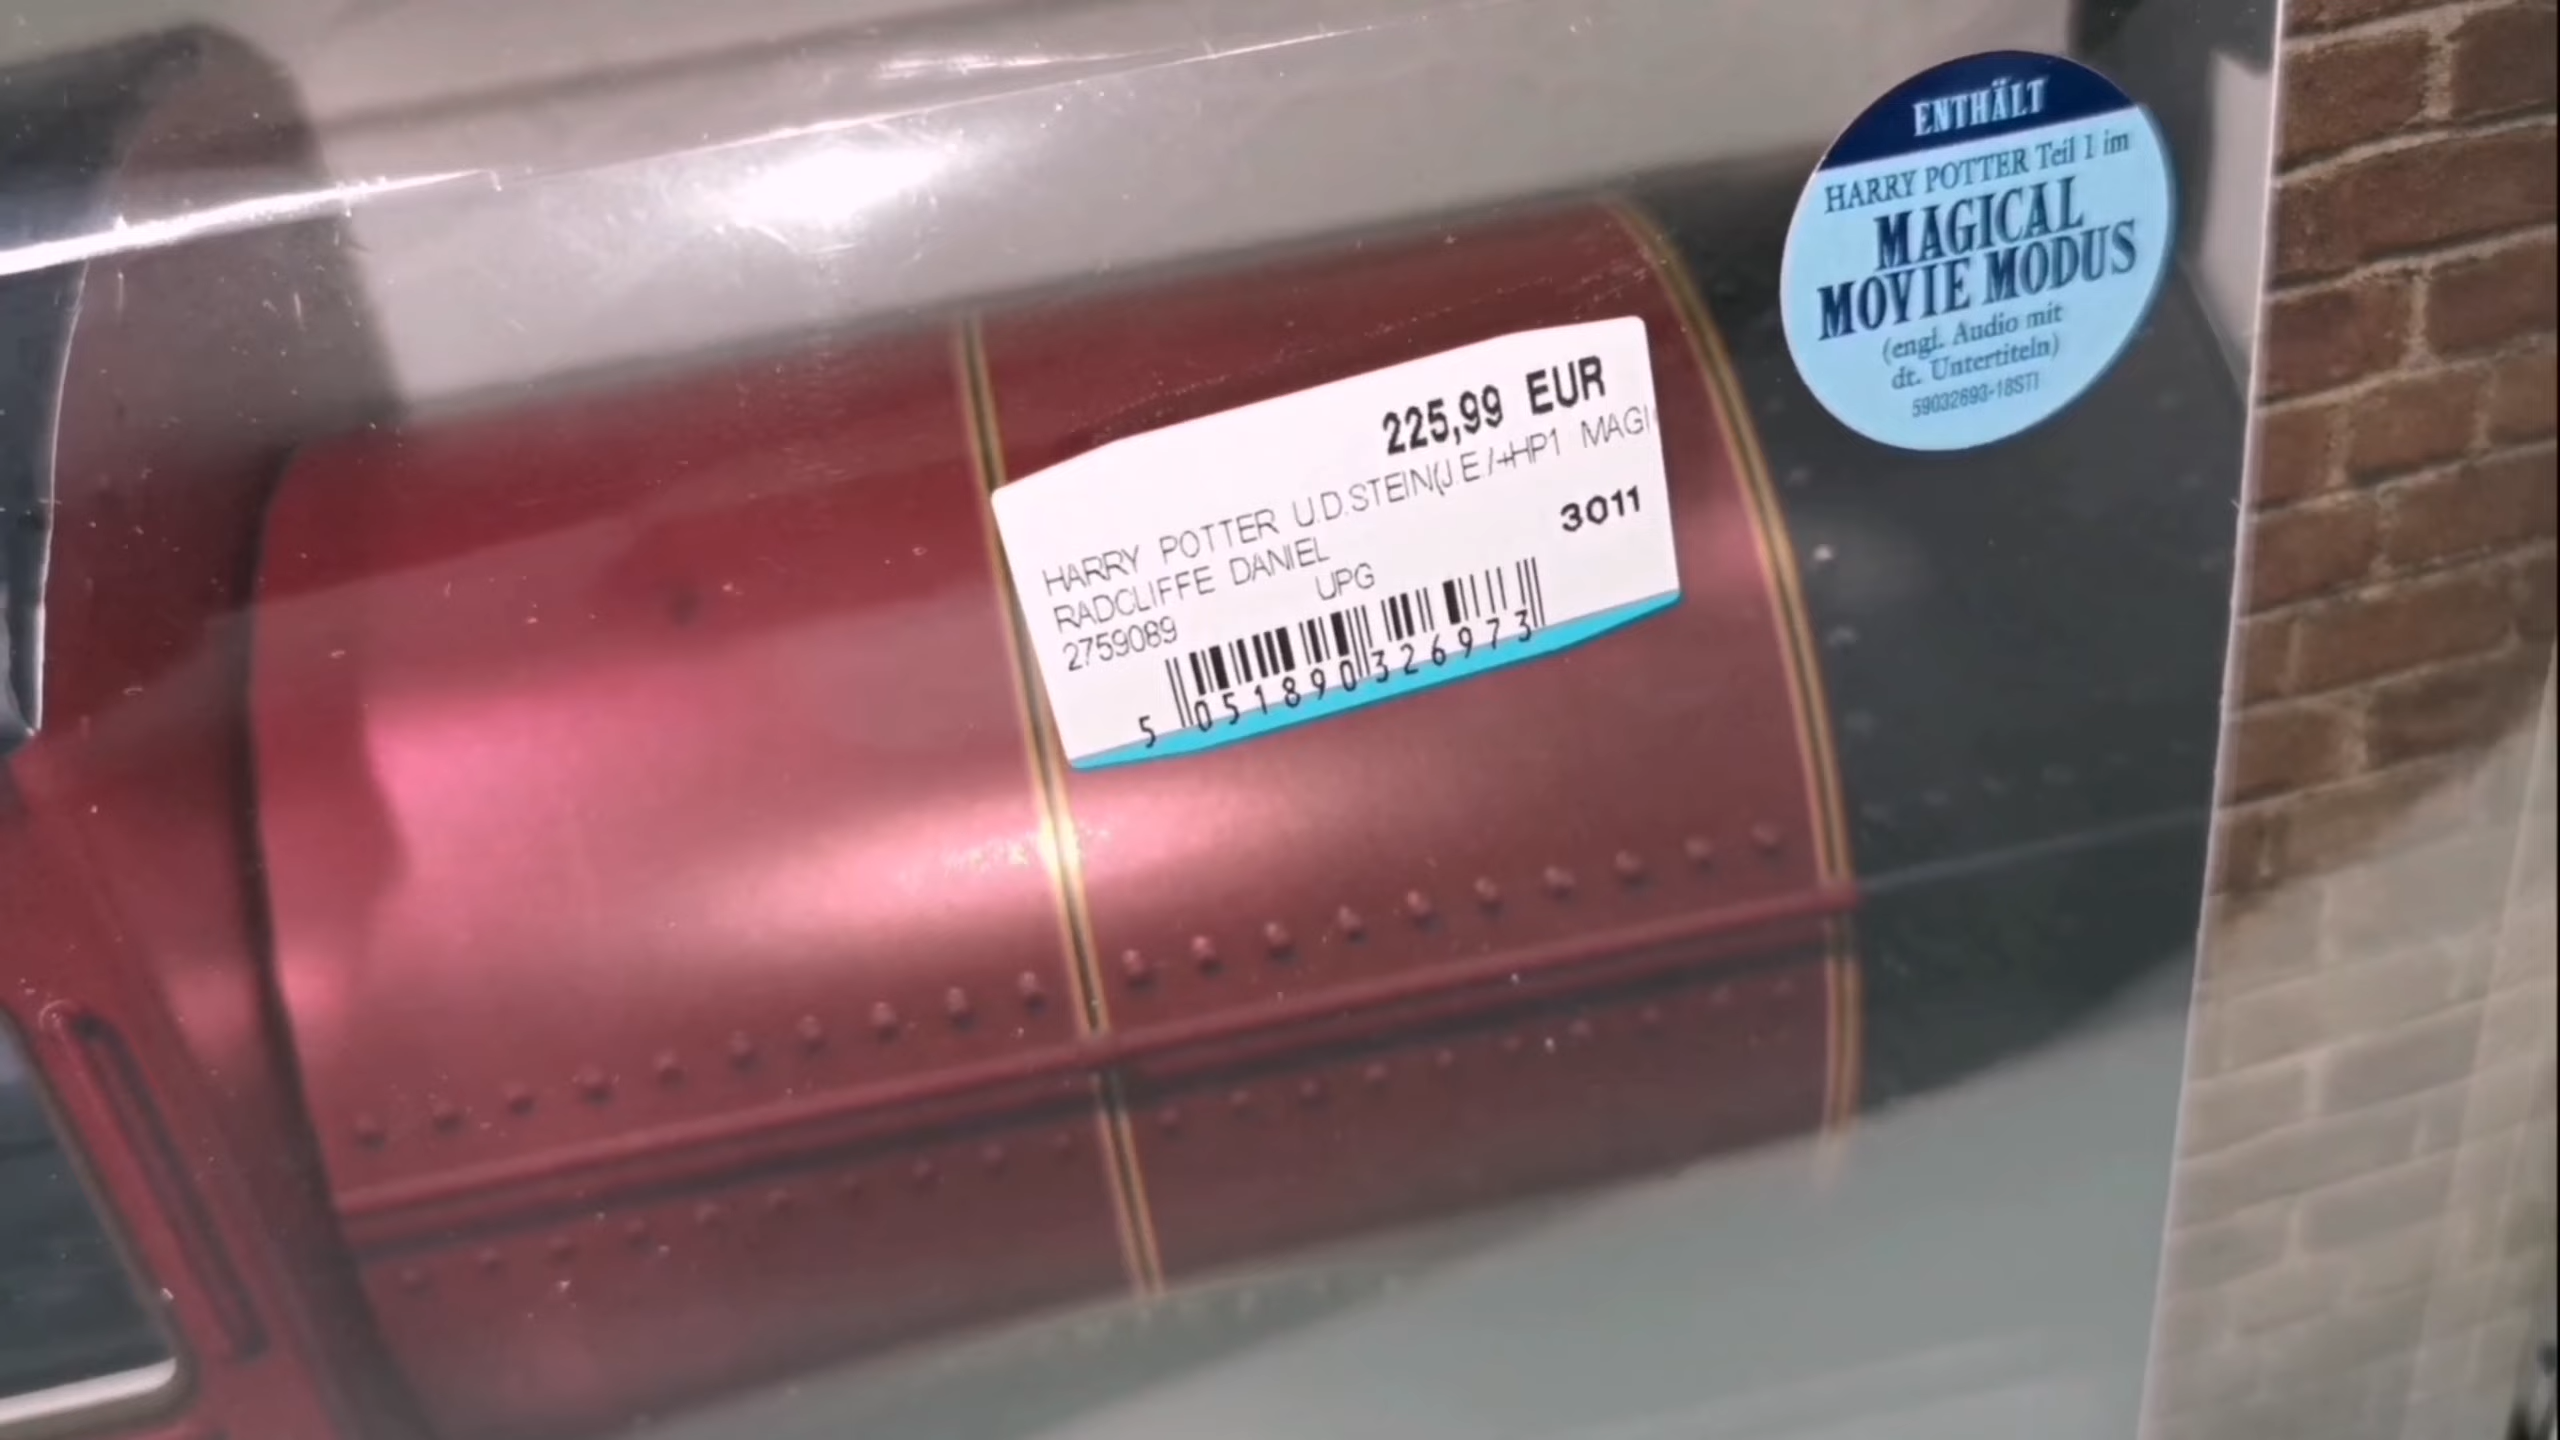 ENTHÄLT
HARRY POTTER Teil 1 im
MAGICAL
MOVIE MODUS
(engl. Audio mit
dt. Untertiteln)
59032693-18STI
225,99 EUR
HARRY POTTER U.D.STEIN(J.E/+HP1 MAGI
RADCLIFFE DANIEL
3011
UPG
2759089
5 051890 326973